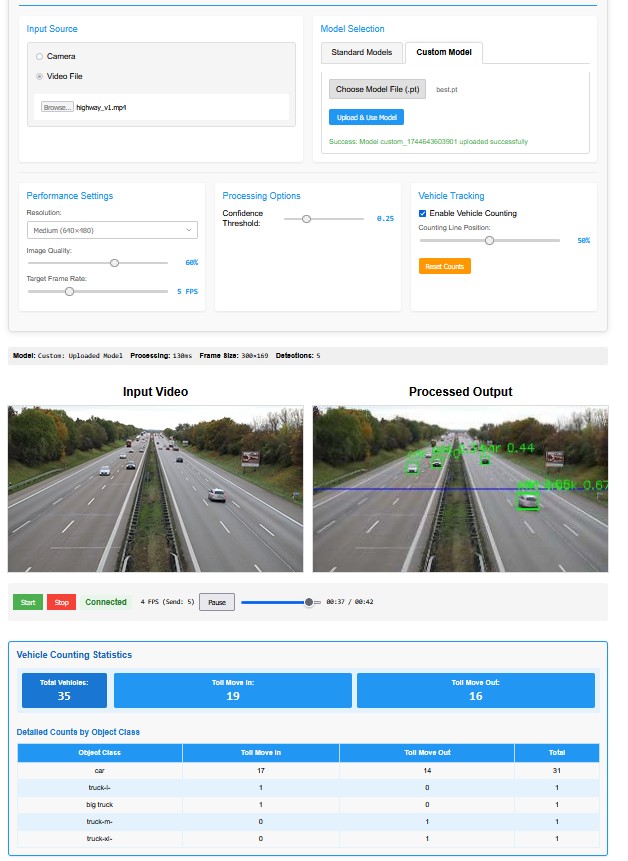 Input Source
Camera
Video File
Browse... highway_v1.mp4
Model Selection
Standard Models Custom Model
Choose Model File (.pt) best.pt
Upload & Use Model
Success: Model custom_1744643603901 uploaded successfully
Performance Settings
Resolution:
Medium (640×480)
Image Quality:
60%
Target Frame Rate:
5 FPS
Processing Options
Confidence
Threshold:
0.25
Vehicle Tracking
Enable Vehicle Counting
Counting Line Position:
50%
Reset Counts
Model: Custom: Uploaded Model Processing: 130ms Frame Size: 300×169 Detections: 5
Input Video
Processed Output
0.44
0.67
Start Stop Connected 4 FPS (Send: 5) Pause 00:37 / 00:42
Vehicle Counting Statistics
Total Vehicles: Toll Move In: Toll Move Out:
35 19 16
Detailed Counts by Object Class
Object Class Toll Move In Toll Move Out Total
car 17 14 31
truck-l- 1 0 1
big truck 1 0 1
truck-m- 0 1 1
truck-xl- 0 1 1